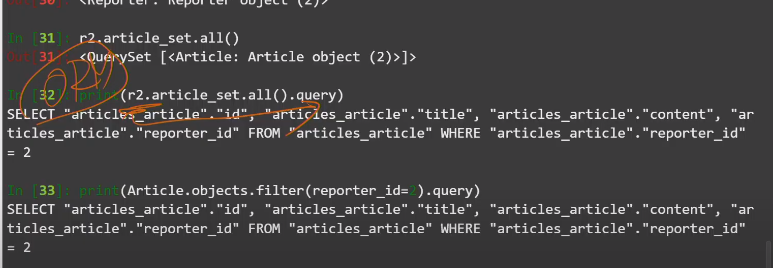 Out[30]: <Reporter: Reporter object (2)>
In [31]: r2.article_set.all()
Out[31]: <QuerySet [<Article: Article object (2)>]>
ORM
In [32]: print(r2.article_set.all().query)
SELECT "articles_article"."id", "articles_article"."title", "articles_article"."content", "ar
ticles_article"."reporter_id" FROM "articles_article" WHERE "articles_article"."reporter_id"
= 2
In [33]: print(Article.objects.filter(reporter_id=2).query)
SELECT "articles_article"."id", "articles_article"."title", "articles_article"."content", "ar
ticles_article"."reporter_id" FROM "articles_article" WHERE "articles_article"."reporter_id"
= 2